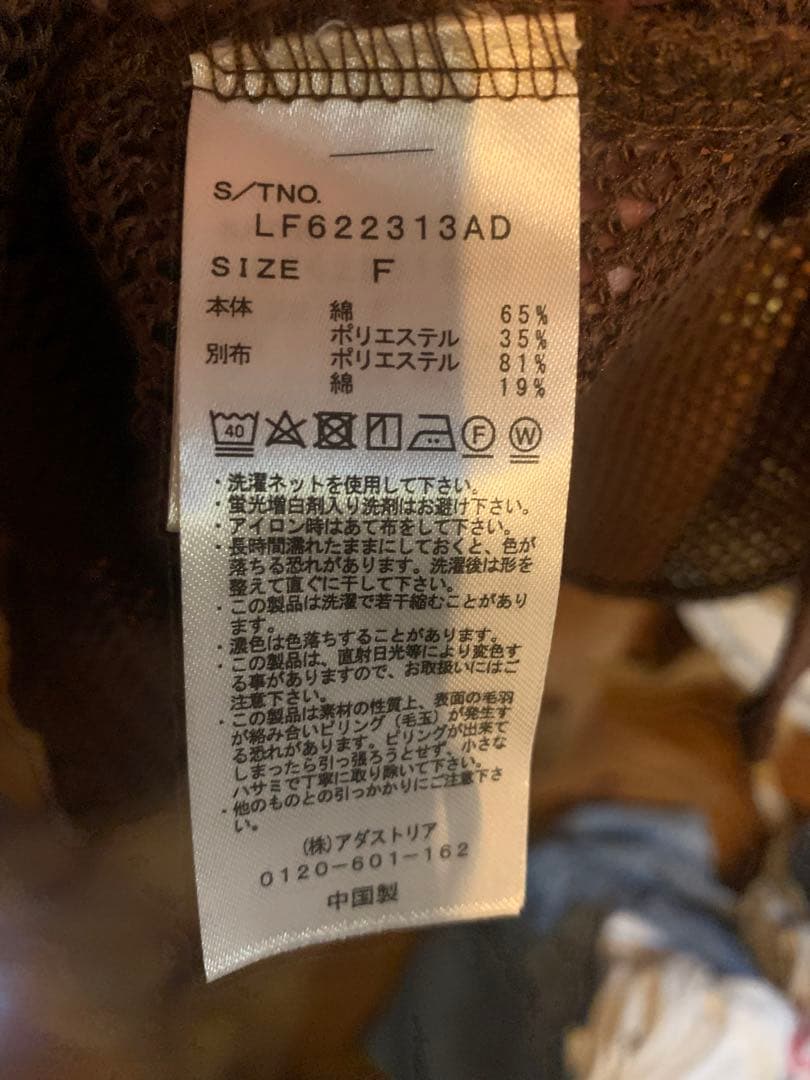 S/TNO.
LF622313AD
SIZE F
本体 綿 65%
ポリエステル 35%
別布 ポリエステル 81%
綿 19%
40 F W
・洗濯ネットを使用して下さい。
・蛍光増白剤入り洗剤はお避け下さい。
・アイロン時はあて布をして下さい。
・長時間濡れたままにしておくと、色が
落ちる恐れがあります。洗濯後は形を
整えて直ぐに干して下さい。
・この製品は洗濯で若干縮むことがあり
ます。
・濃色は色落ちすることがあります。
・この製品は、直射日光等により変色す
る事がありますので、お取扱いにはご
注意下さい。
・この製品は素材の性質上、表面の毛羽
が絡み合いピリング（毛玉）が発生す
る恐れがあります。ピリングが出来て
しまったら引っ張ろうとせず、小さな
ハサミで丁寧に取り除いて下さい。
・他のものとの引っかかりにご注意下さ
い。
(株)アダストリア
0120-601-162
中国製